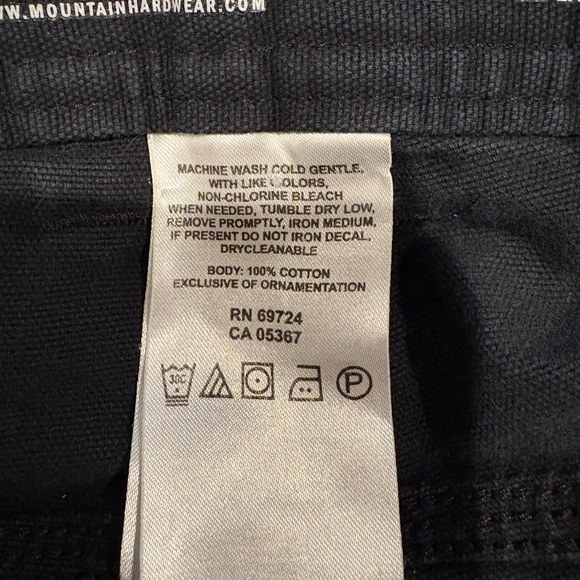 WWW.MOUNTAINHARDWEAR.COM
MACHINE WASH COLD GENTLE,
WITH LIKE COLORS,
NON-CHLORINE BLEACH
WHEN NEEDED, TUMBLE DRY LOW,
REMOVE PROMPTLY, IRON MEDIUM,
IF PRESENT DO NOT IRON DECAL,
DRYCLEANABLE
BODY: 100% COTTON
EXCLUSIVE OF ORNAMENTATION
RN 69724
CA 05367
30C P